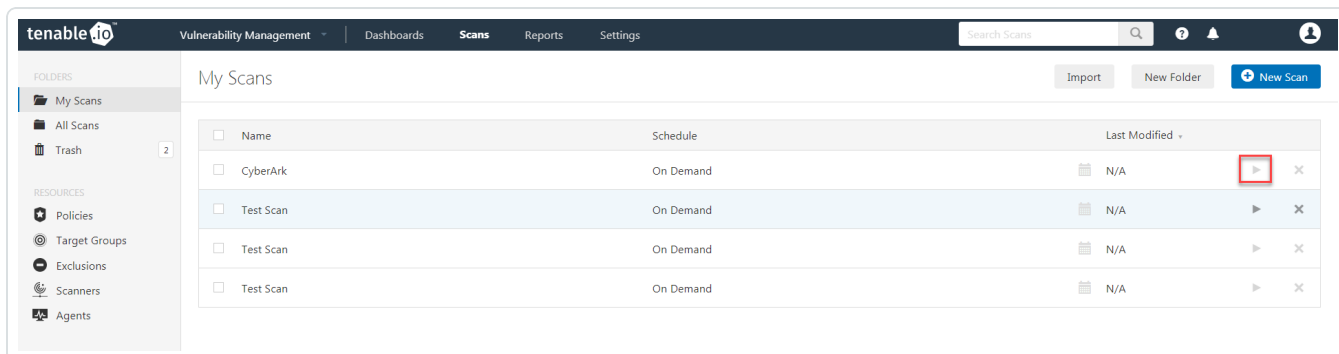 tenable.io™ Vulnerability Management Dashboards Scans Reports Settings Search Scans
FOLDERS
My Scans
All Scans
Trash 2
RESOURCES
Policies
Target Groups
Exclusions
Scanners
Agents
My Scans Import New Folder New Scan
Name Schedule Last Modified
CyberArk On Demand N/A
Test Scan On Demand N/A
Test Scan On Demand N/A
Test Scan On Demand N/A